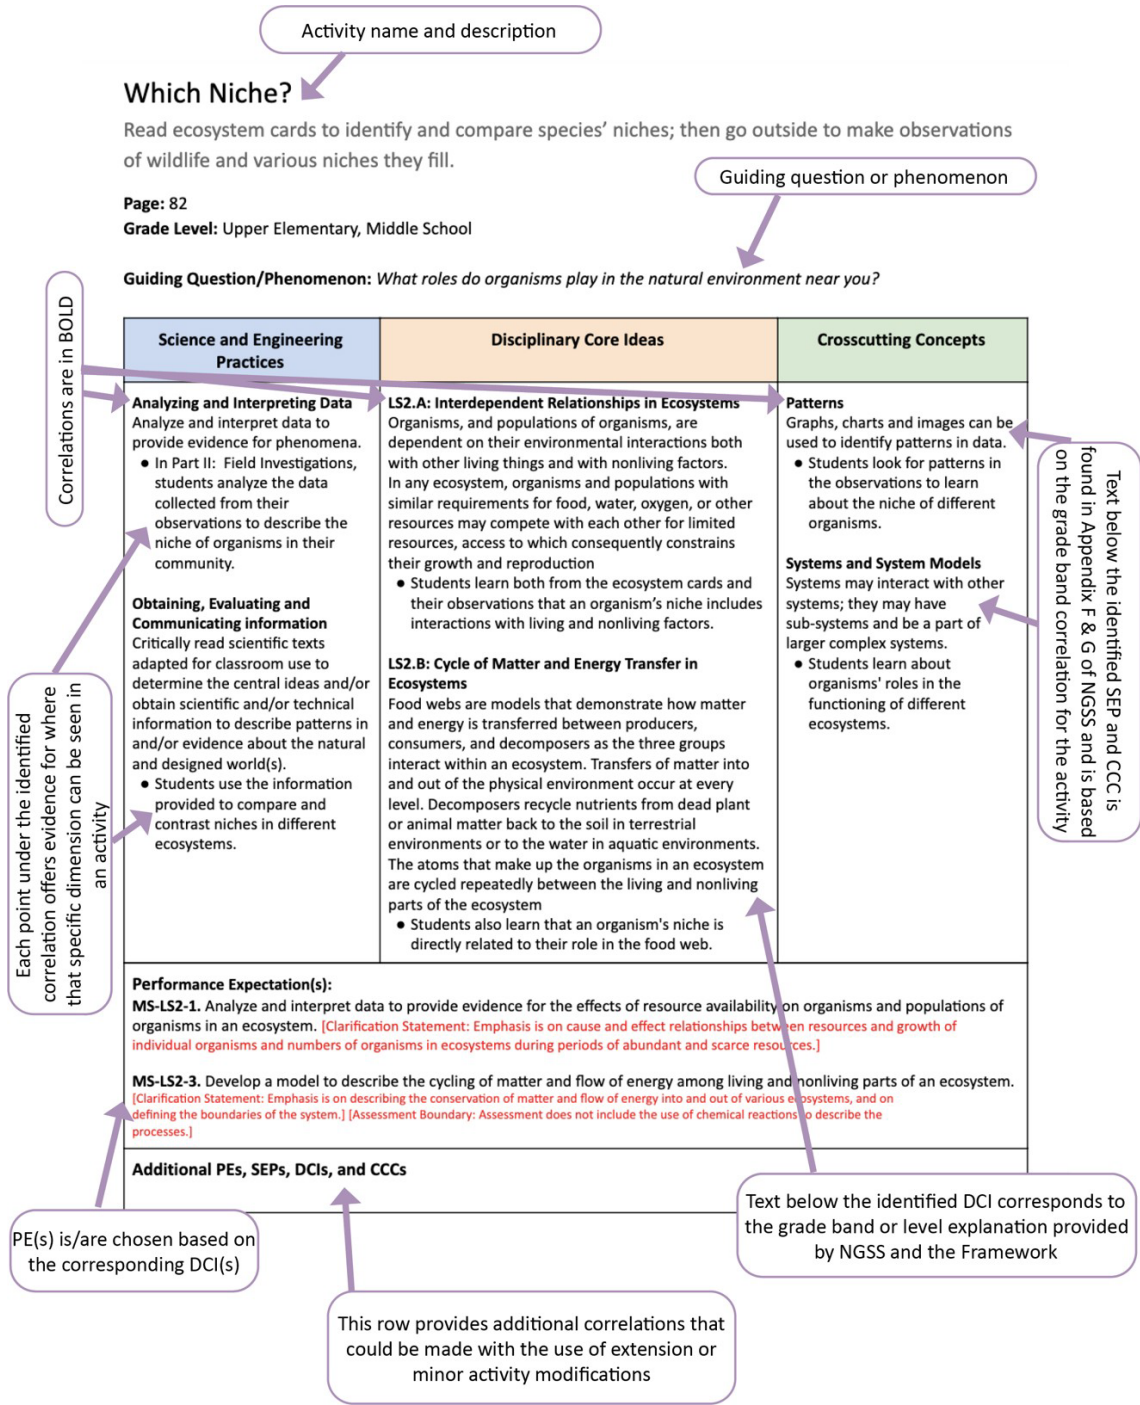 Activity name and description
Which Niche?
Read ecosystem cards to identify and compare species' niches; then go outside to make observations
of wildlife and various niches they fill.
Guiding question or phenomenon
Page: 82
Grade Level: Upper Elementary, Middle School
Guiding Question/Phenomenon: What roles do organisms play in the natural environment near you?
Correlations are in BOLD
Science and Engineering
Practices
Analyzing and Interpreting Data
Analyze and interpret data to
provide evidence for phenomena.
● In Part II: Field Investigations,
students analyze the data
collected from their
observations to describe the
niche of organisms in their
community.
Obtaining, Evaluating and
Communicating information
Critically read scientific texts
adapted for classroom use to
determine the central ideas and/or
obtain scientific and/or technical
information to describe patterns in
and/or evidence about the natural
and designed world(s).
● Students use the information
provided to compare and
contrast niches in different
ecosystems.
Disciplinary Core Ideas
LS2.A: Interdependent Relationships in Ecosystems
Organisms, and populations of organisms, are
dependent on their environmental interactions both
with other living things and with nonliving factors.
In any ecosystem, organisms and populations with
similar requirements for food, water, oxygen, or other
resources may compete with each other for limited
resources, access to which consequently constrains
their growth and reproduction
● Students learn both from the ecosystem cards and
their observations that an organism's niche includes
interactions with living and nonliving factors.
LS2.B: Cycle of Matter and Energy Transfer in
Ecosystems
Food webs are models that demonstrate how matter
and energy is transferred between producers,
consumers, and decomposers as the three groups
interact within an ecosystem. Transfers of matter into
and out of the physical environment occur at every
level. Decomposers recycle nutrients from dead plant
or animal matter back to the soil in terrestrial
environments or to the water in aquatic environments.
The atoms that make up the organisms in an ecosystem
are cycled repeatedly between the living and nonliving
parts of the ecosystem
● Students also learn that an organism's niche is
directly related to their role in the food web.
Crosscutting Concepts
Patterns
Graphs, charts and images can be
used to identify patterns in data.
● Students look for patterns in
the observations to learn
about the niche of different
organisms.
Systems and System Models
Systems may interact with other
systems; they may have
sub-systems and be a part of
larger complex systems.
● Students learn about
organisms' roles in the
functioning of different
ecosystems.
Text below the identified SEP and CCC is
found in Appendix F & G of NGSS and is based
on the grade band correlation for the activity
Each point under the identified
correlation offers evidence for where
that specific dimension can be seen in
an activity
Performance Expectation(s):
MS-LS2-1. Analyze and interpret data to provide evidence for the effects of resource availability on organisms and populations of
organisms in an ecosystem. [Clarification Statement: Emphasis is on cause and effect relationships between resources and growth of
individual organisms and numbers of organisms in ecosystems during periods of abundant and scarce resources.]
MS-LS2-3. Develop a model to describe the cycling of matter and flow of energy among living and nonliving parts of an ecosystem.
[Clarification Statement: Emphasis is on describing the conservation of matter and flow of energy into and out of various ecosystems, and on
defining the boundaries of the system.] [Assessment Boundary: Assessment does not include the use of chemical reactions to describe the
processes.]
Additional PEs, SEPs, DCIs, and CCCs
PE(s) is/are chosen based on
the corresponding DCI(s)
Text below the identified DCI corresponds to
the grade band or level explanation provided
by NGSS and the Framework
This row provides additional correlations that
could be made with the use of extension or
minor activity modifications